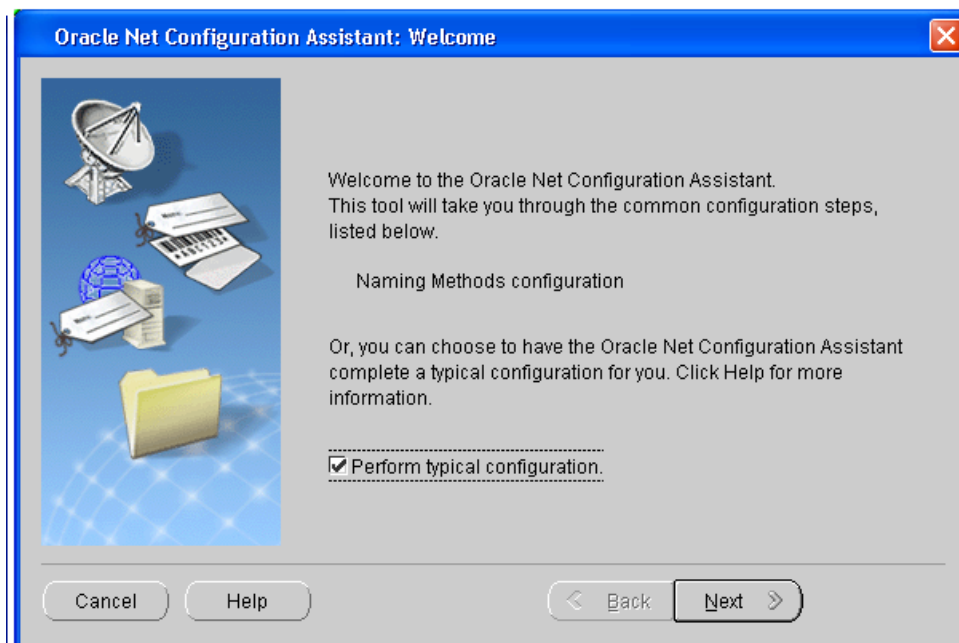 Oracle Net Configuration Assistant: Welcome
Welcome to the Oracle Net Configuration Assistant.
This tool will take you through the common configuration steps,
listed below.
Naming Methods configuration
Or, you can choose to have the Oracle Net Configuration Assistant
complete a typical configuration for you. Click Help for more
information.
Perform typical configuration.
Cancel
Help
Back
Next